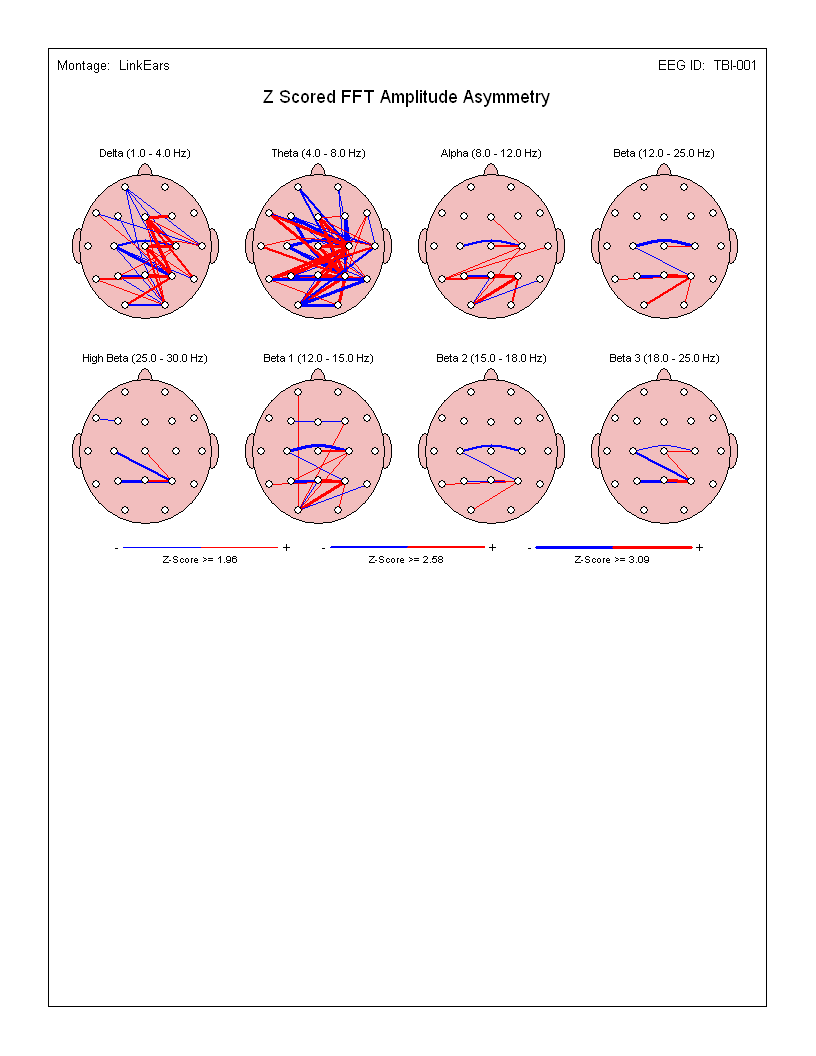 Montage: LinkEars EEG ID: TBI-001
Z Scored FFT Amplitude Asymmetry
Delta (1.0 - 4.0 Hz) Theta (4.0 - 8.0 Hz) Alpha (8.0 - 12.0 Hz) Beta (12.0 - 25.0 Hz)
High Beta (25.0 - 30.0 Hz) Beta 1 (12.0 - 15.0 Hz) Beta 2 (15.0 - 18.0 Hz) Beta 3 (18.0 - 25.0 Hz)
- + - + - +
Z-Score >= 1.96 Z-Score >= 2.58 Z-Score >= 3.09